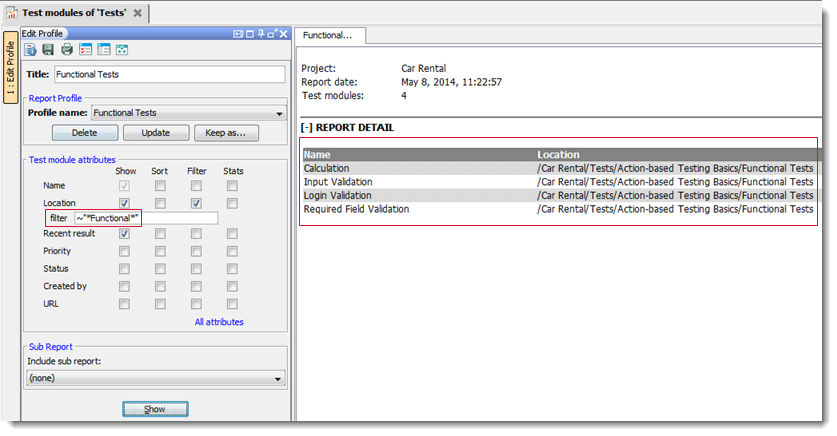 Test modules of 'Tests'
1 : Edit Profile
Edit Profile
Title: Functional Tests
Report Profile
Profile name: Functional Tests
Delete Update Keep as...
Test module attributes
Show Sort Filter Stats
Name
Location
filter ~"*Functional*"
Recent result
Priority
Status
Created by
URL
All attributes
Sub Report
Include sub report:
(none)
Show
Functional...
Project: Car Rental
Report date: May 8, 2014, 11:22:57
Test modules: 4
[-] REPORT DETAIL
Name Location
Calculation /Car Rental/Tests/Action-based Testing Basics/Functional Tests
Input Validation /Car Rental/Tests/Action-based Testing Basics/Functional Tests
Login Validation /Car Rental/Tests/Action-based Testing Basics/Functional Tests
Required Field Validation /Car Rental/Tests/Action-based Testing Basics/Functional Tests